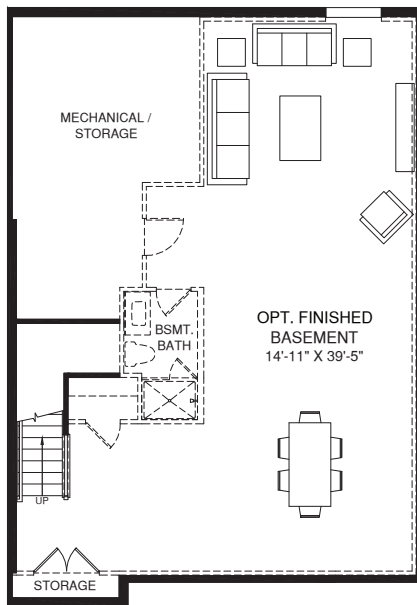 MECHANICAL /
STORAGE
BSMT.
BATH
OPT. FINISHED
BASEMENT
14'-11" X 39'-5"
UP
STORAGE